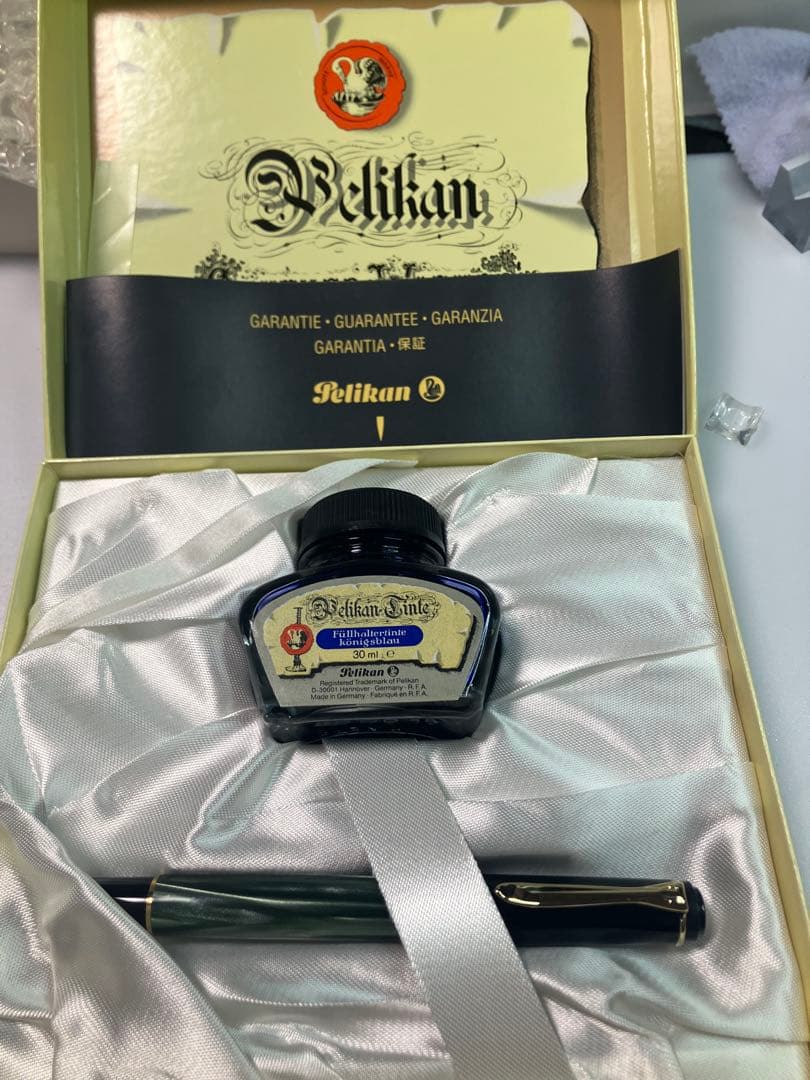 Pelikan
GARANTIE • GUARANTEE • GARANZIA
GARANTIA • 保証
Pelikan
Pelikan-Tinte
Füllhaltertinte
königsblau
30 ml ℮
Pelikan
Registered Trademark of Pelikan
D-30001 Hannover · Germany · R.F.A.
Made in Germany · Fabriqué en R.F.A.